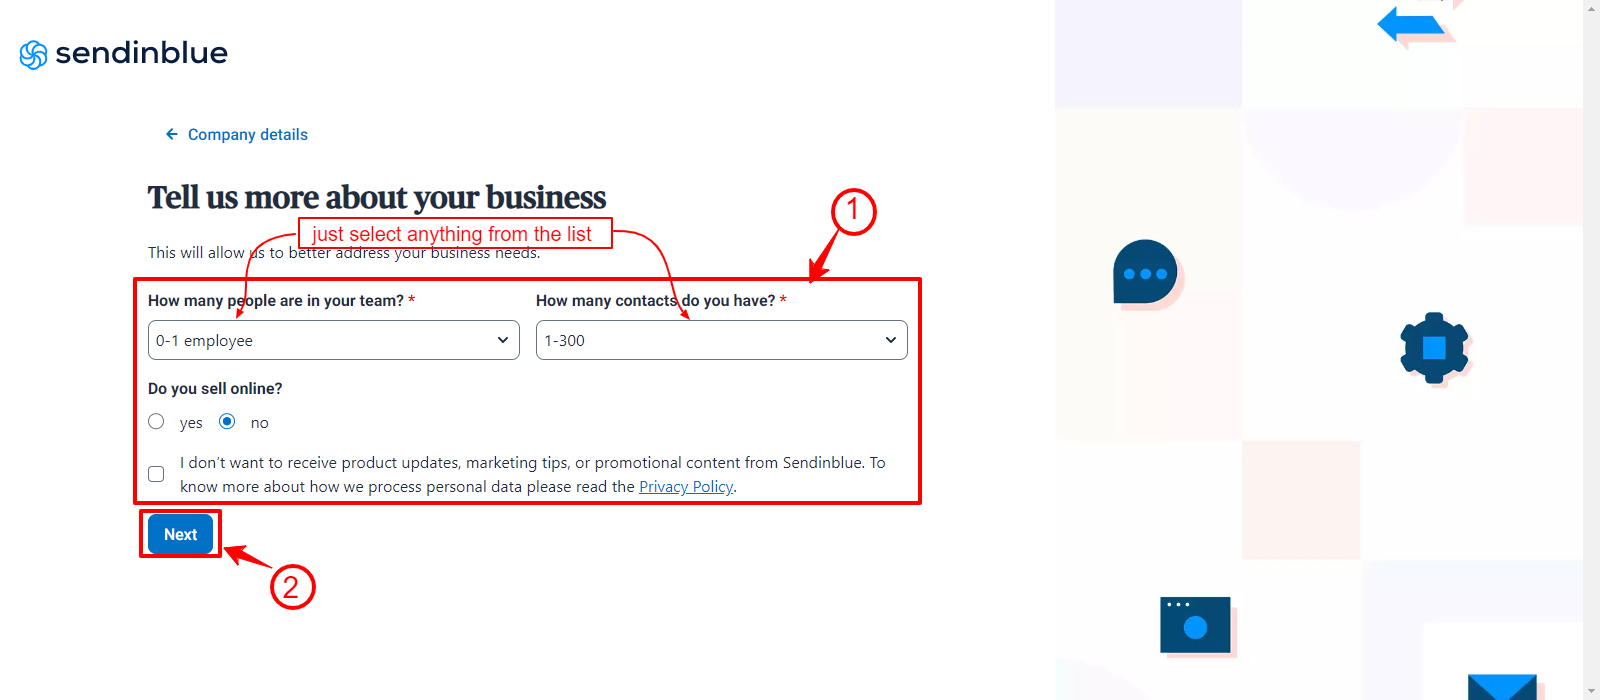 sendinblue
Company details
Tell us more about your business
1
just select anything from the list
This will allow us to better address your business needs.
How many people are in your team? *
How many contacts do you have? *
0-1 employee
1-300
Do you sell online?
yes
no
I don't want to receive product updates, marketing tips, or promotional content from Sendinblue. To
know more about how we process personal data please read the Privacy Policy.
Next
2